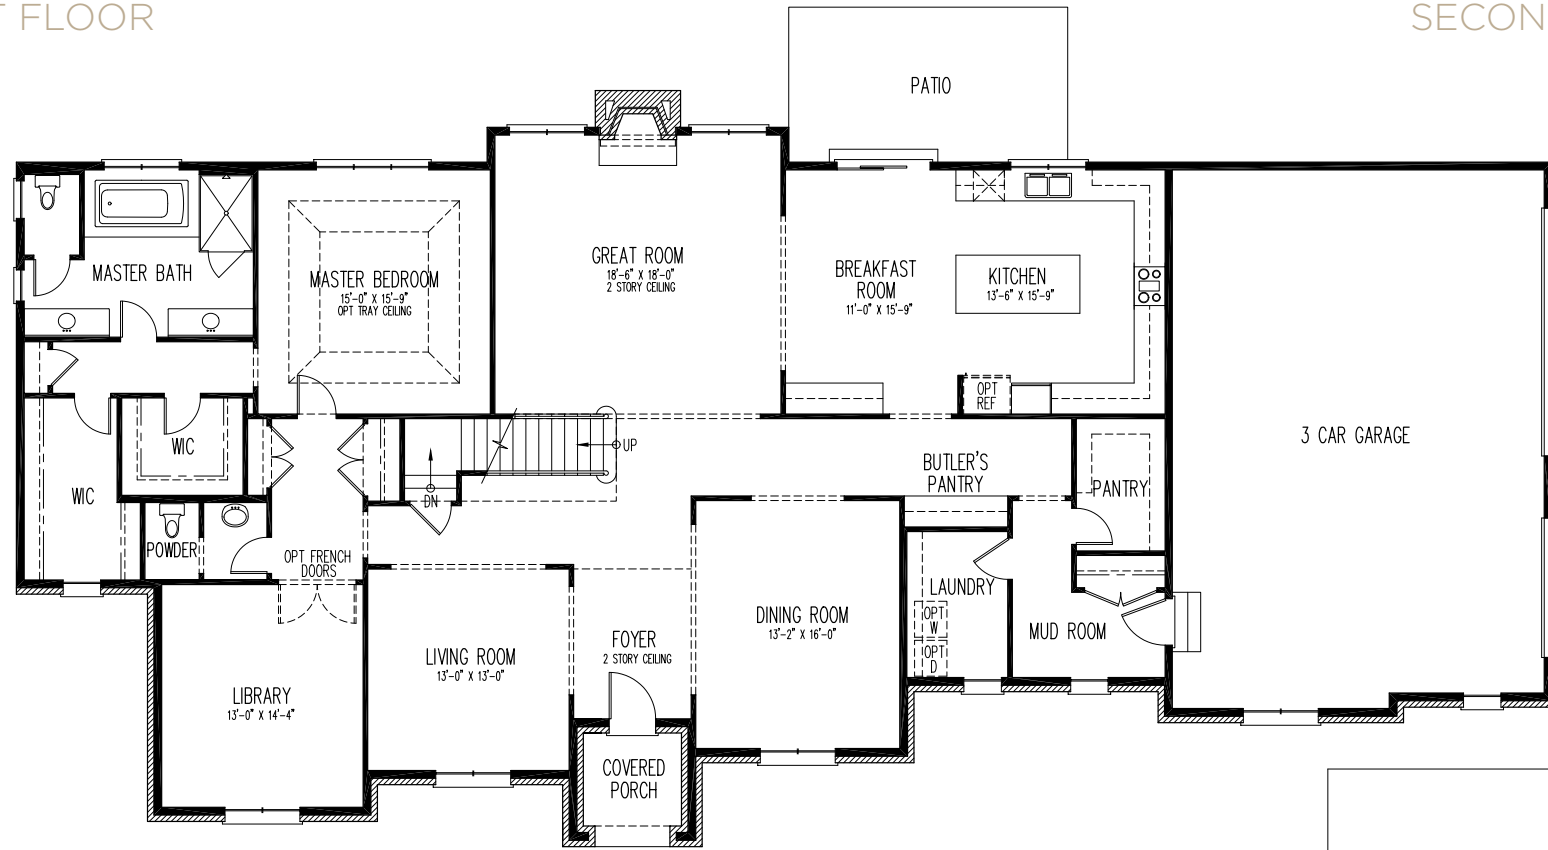 T FLOOR
SECON
PATIO
MASTER BATH
MASTER BEDROOM
15'-0" X 15'-9"
OPT TRAY CEILING
GREAT ROOM
18'-6" X 18'-0"
2 STORY CEILING
BREAKFAST
ROOM
11'-0" X 15'-9"
KITCHEN
13'-6" X 15'-9"
OPT
REF
3 CAR GARAGE
WIC
WIC
UP
DN
BUTLER'S
PANTRY
PANTRY
POWDER
OPT FRENCH
DOORS
LAUNDRY
OPT
W
OPT
D
MUD ROOM
DINING ROOM
13'-2" X 16'-0"
FOYER
2 STORY CEILING
LIVING ROOM
13'-0" X 13'-0"
LIBRARY
13'-0" X 14'-4"
COVERED
PORCH